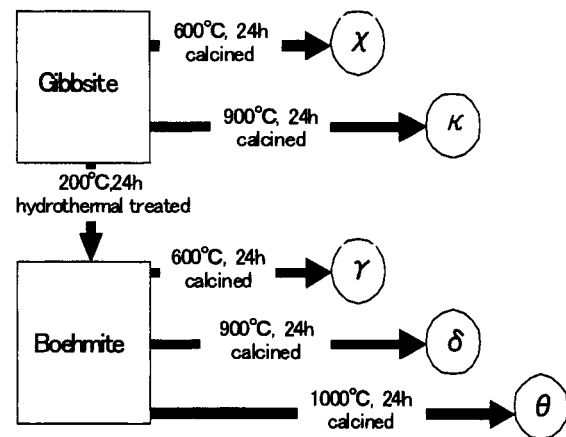 600°C, 24h
calcined
χ
Gibbsite
900°C, 24h
calcined
κ
200°C,24h
hydrothermal treated
600°C, 24h
calcined
γ
Boehmite
900°C, 24h
calcined
δ
1000°C, 24h
calcined
θ